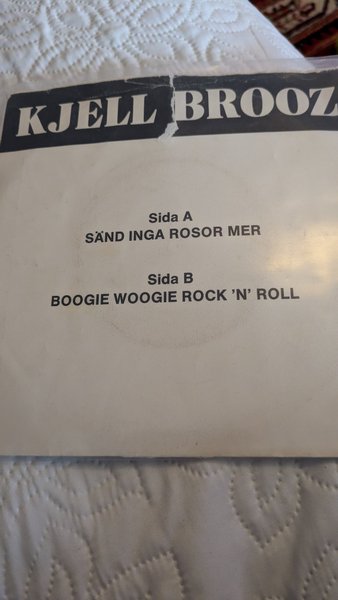 KJELL BROOZ
Sida A
SÄND INGA ROSOR MER
Sida B
BOOGIE WOOGIE ROCK 'N' ROLL